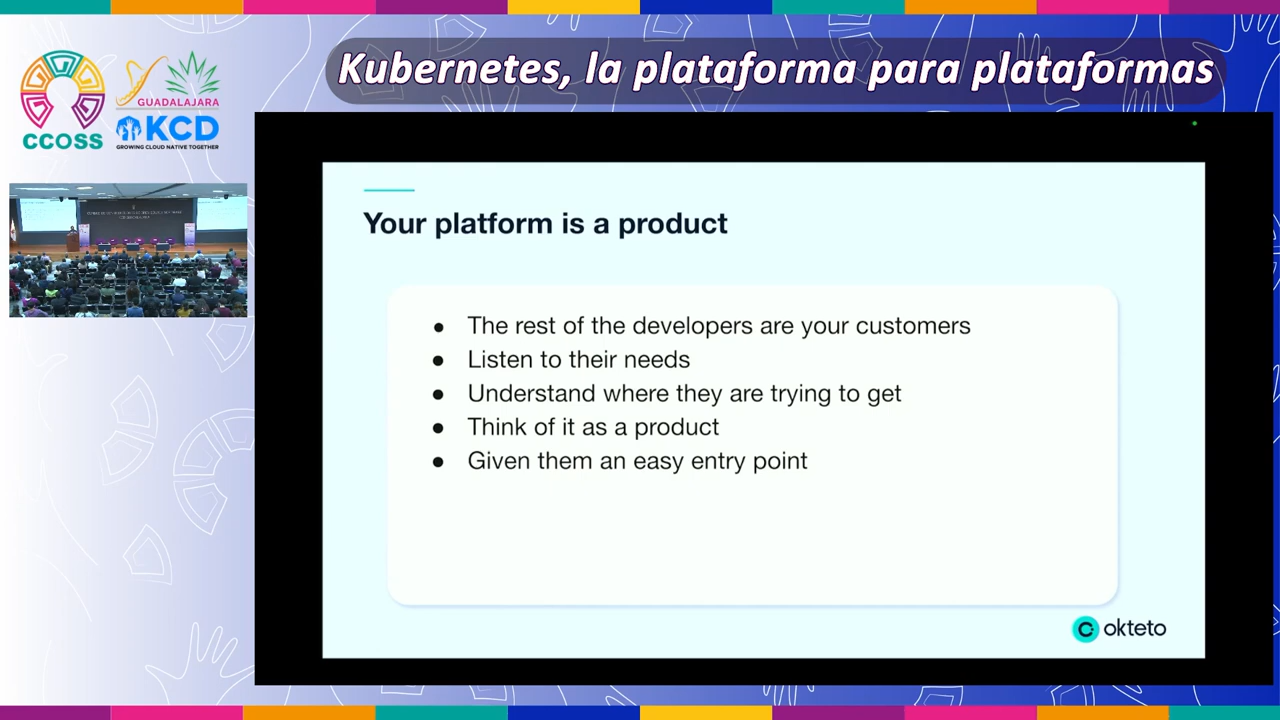 Kubernetes, la plataforma para plataformas
CCOSS
GUADALAJARA
KCD
GROWING CLOUD NATIVE TOGETHER
Your platform is a product
● The rest of the developers are your customers
● Listen to their needs
● Understand where they are trying to get
● Think of it as a product
● Given them an easy entry point
okteto